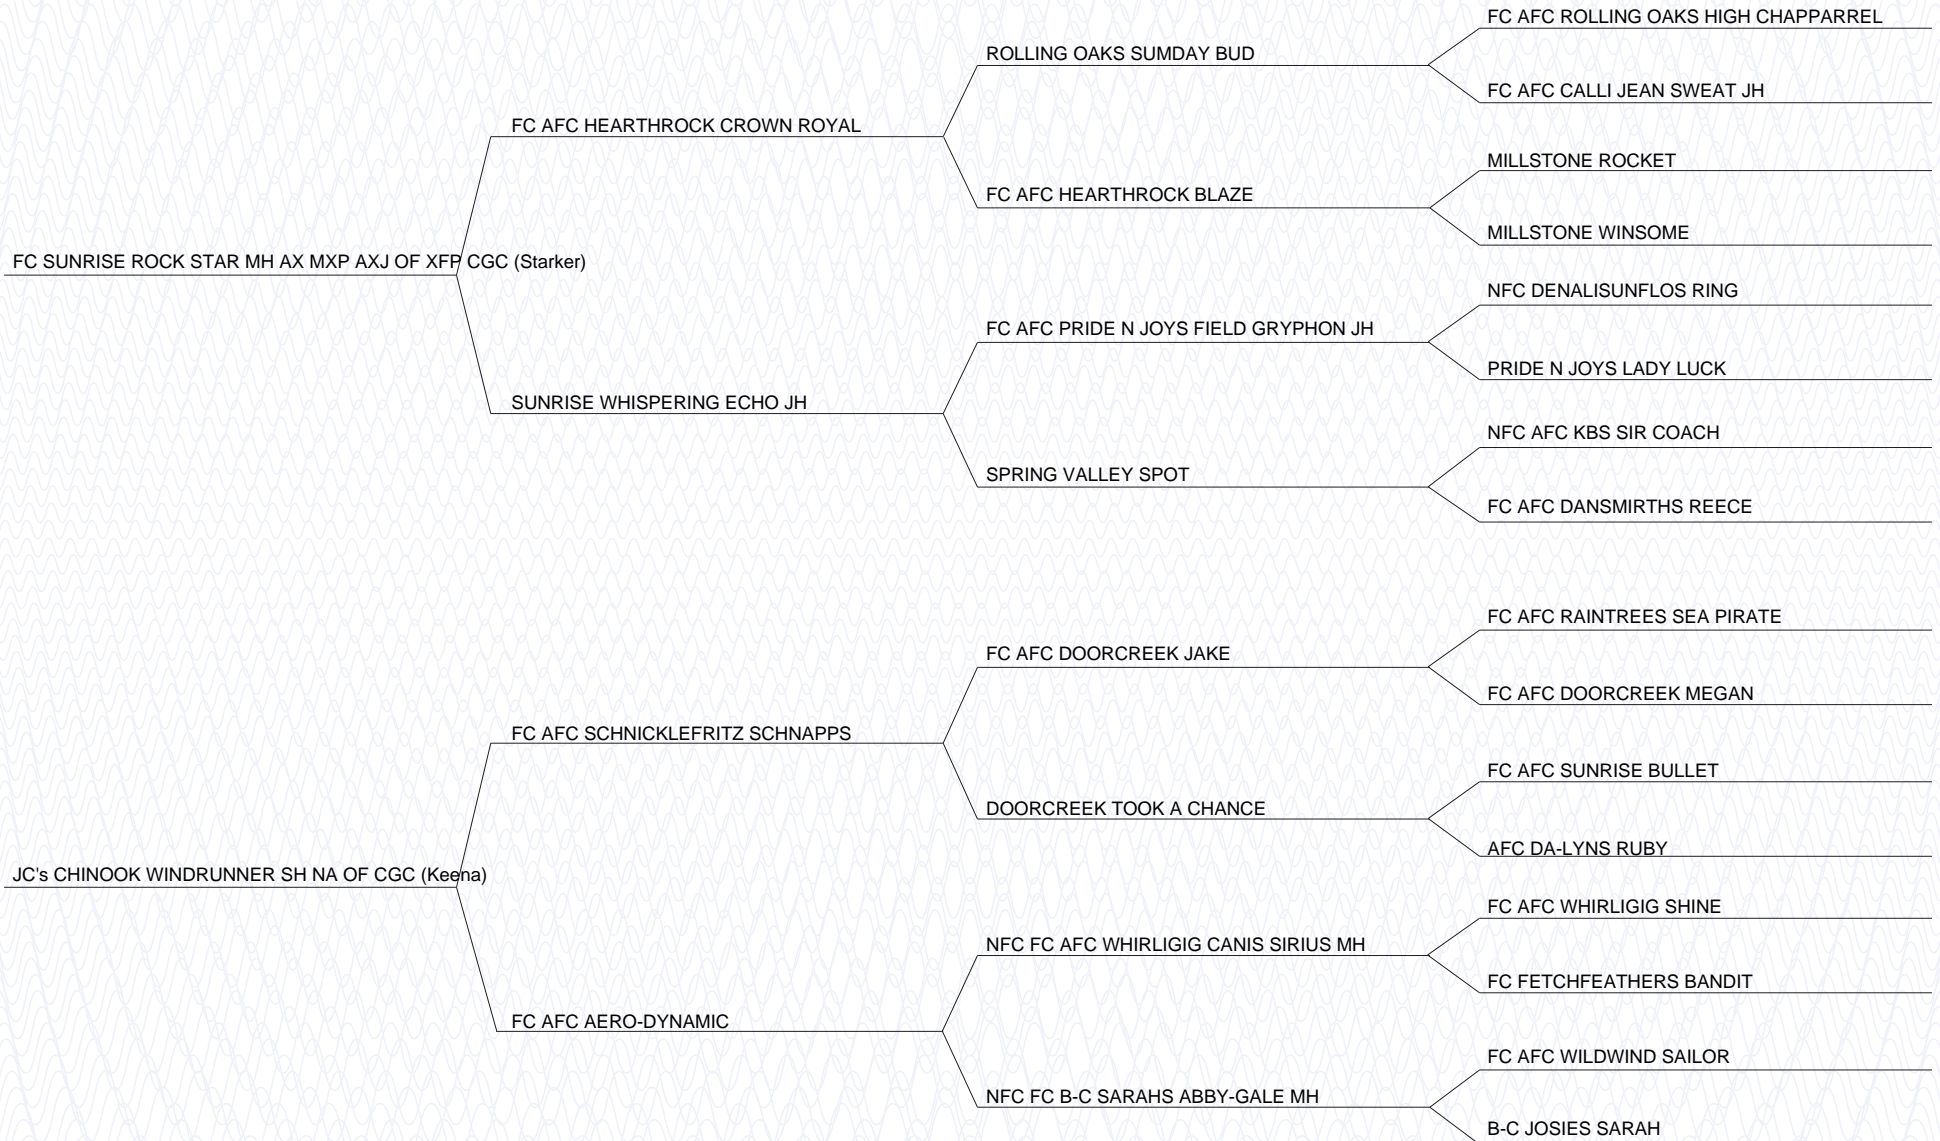 FC AFC ROLLING OAKS HIGH CHAPPARREL
ROLLING OAKS SUMDAY BUD
FC AFC CALLI JEAN SWEAT JH
FC AFC HEARTHROCK CROWN ROYAL
MILLSTONE ROCKET
FC AFC HEARTHROCK BLAZE
MILLSTONE WINSOME
FC SUNRISE ROCK STAR MH AX MXP AXJ OF XFP CGC (Starker)
NFC DENALISUNFLOS RING
FC AFC PRIDE N JOYS FIELD GRYPHON JH
PRIDE N JOYS LADY LUCK
SUNRISE WHISPERING ECHO JH
NFC AFC KBS SIR COACH
SPRING VALLEY SPOT
FC AFC DANSMIRTHS REECE
FC AFC RAINTREES SEA PIRATE
FC AFC DOORCREEK JAKE
FC AFC DOORCREEK MEGAN
FC AFC SCHNICKLEFRITZ SCHNAPPS
FC AFC SUNRISE BULLET
DOORCREEK TOOK A CHANCE
AFC DA-LYNS RUBY
JC's CHINOOK WINDRUNNER SH NA OF CGC (Keena)
FC AFC WHIRLIGIG SHINE
NFC FC AFC WHIRLIGIG CANIS SIRIUS MH
FC FETCHFEATHERS BANDIT
FC AFC AERO-DYNAMIC
FC AFC WILDWIND SAILOR
NFC FC B-C SARAHS ABBY-GALE MH
B-C JOSIES SARAH